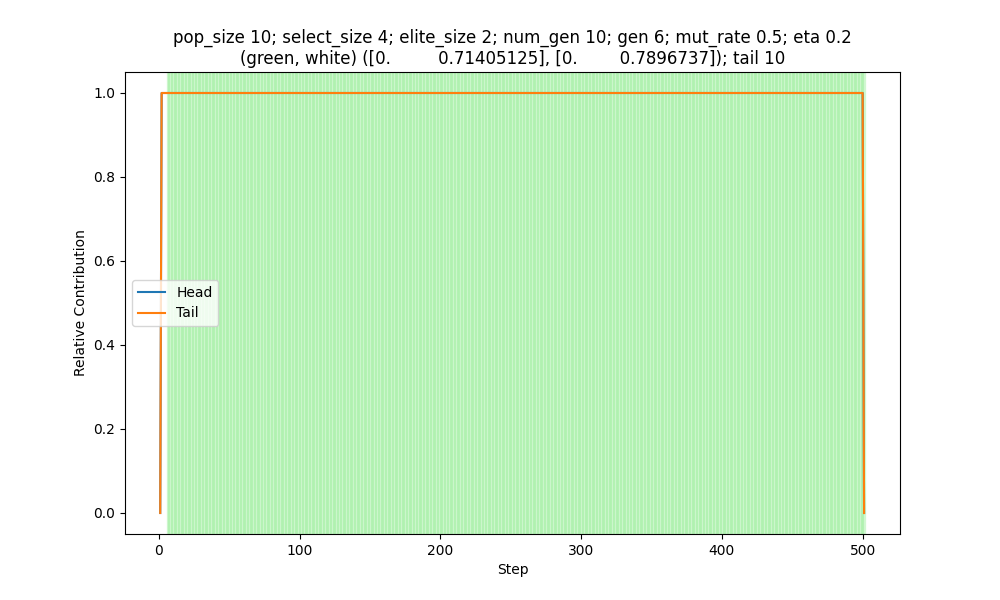 pop_size 10; select_size 4; elite_size 2; num_gen 10; gen 6; mut_rate 0.5; eta 0.2
(green, white) ([0.         0.71405125], [0.        0.7896737]); tail 10
1.0
0.8
0.6
0.4
0.2
0.0
Relative Contribution
Head
Tail
0
100
200
300
400
500
Step